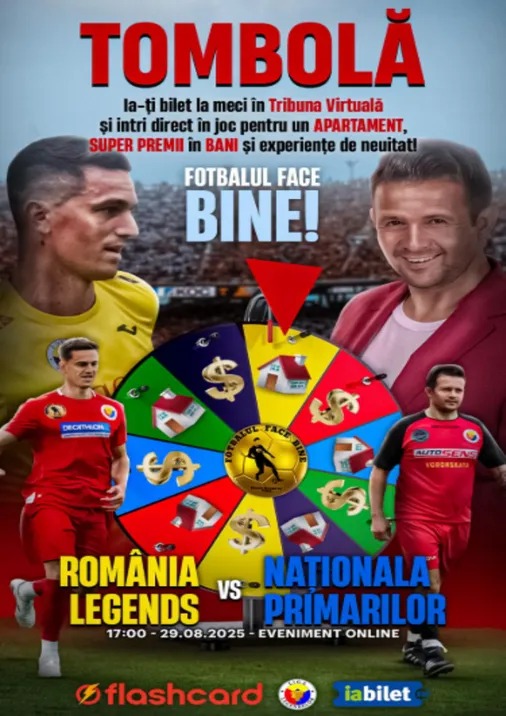 TOMBOLĂ
Ia-ți bilet la meci în Tribuna Virtuală
și intri direct în joc pentru un APARTAMENT,
SUPER PREMII în BANI și experiențe de neuitat!
FOTBALUL FACE
BINE!
KOC
FOTBALUL FACE BINE
DECATHLON
AUTOSENS
ROMÂNIA
LEGENDS
VS
NAȚIONALA
PRIMARILOR
17:00 - 29.08.2025 - EVENIMENT ONLINE
flashcard
iabilet